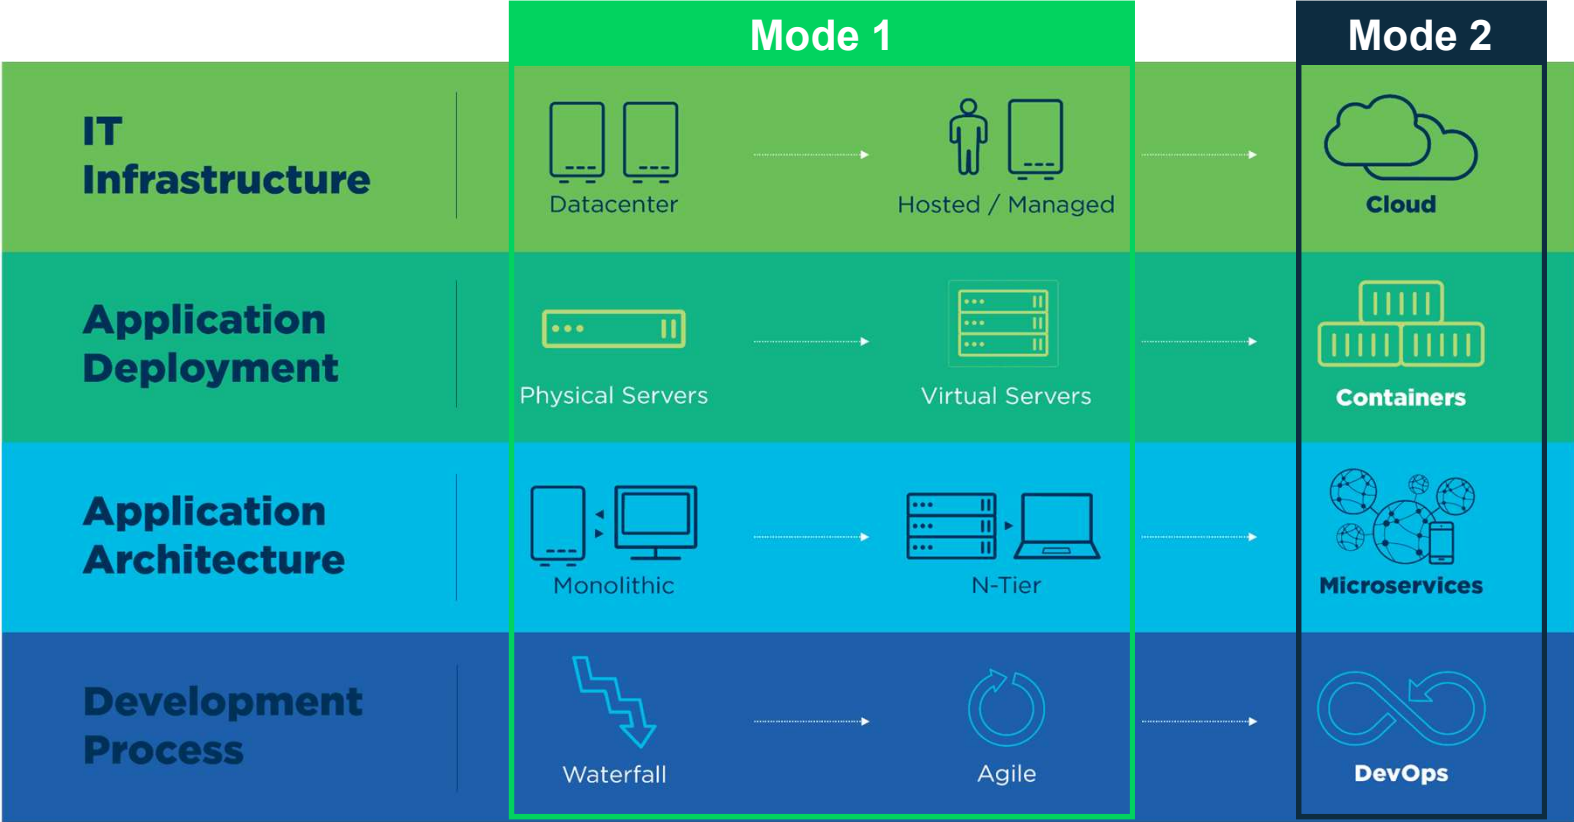 Mode 1
Mode 2
IT
Infrastructure
Datacenter
Hosted / Managed
Cloud
Application
Deployment
Physical Servers
Virtual Servers
Containers
Application
Architecture
Monolithic
N-Tier
Microservices
Development
Process
Waterfall
Agile
DevOps